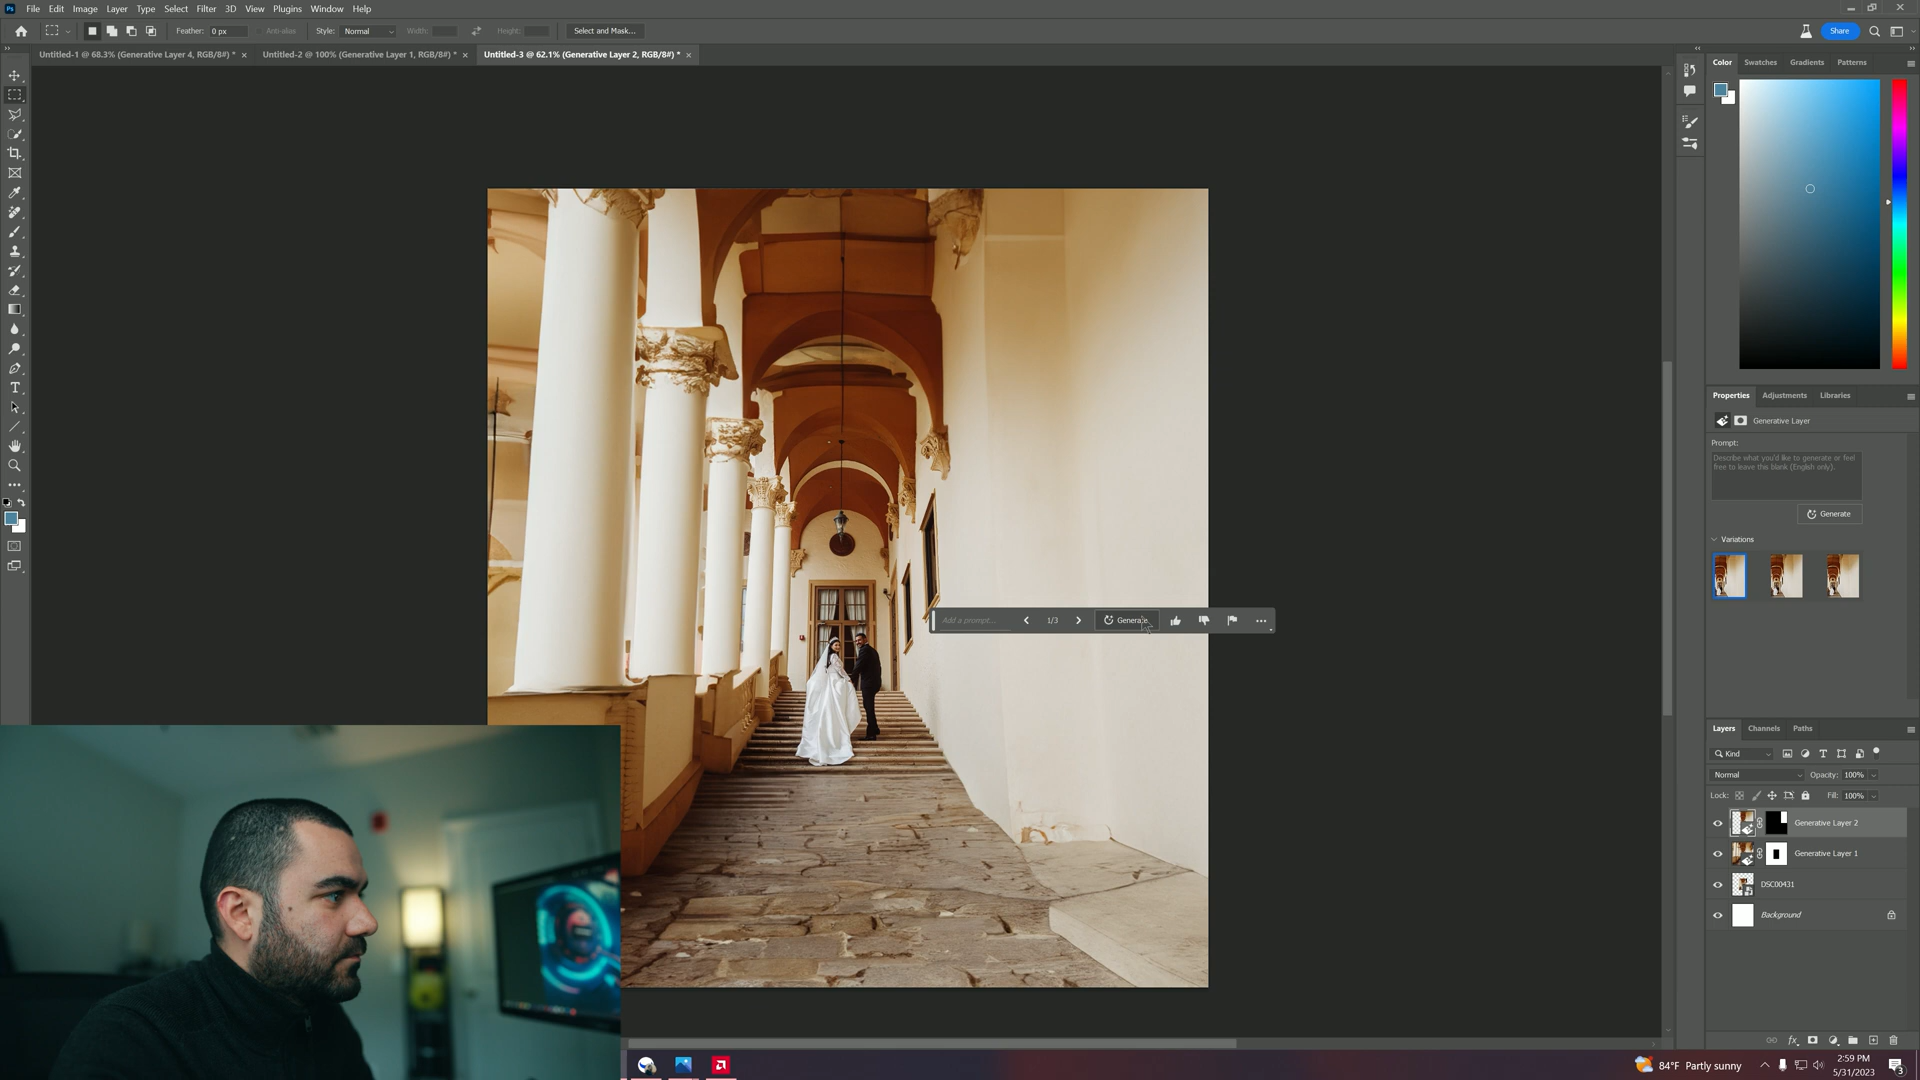 Ps File Edit Image Layer Type Select Filter 3D View Plugins Window Help
Feather: 0 px Anti-alias Style: Normal Width: Height: Select and Mask... Share
Untitled-1 @ 68.3% (Generative Layer 4, RGB/8#) * × Untitled-2 @ 100% (Generative Layer 1, RGB/8#) * × Untitled-3 @ 62.1% (Generative Layer 2, RGB/8#) * ×
Color Swatches Gradients Patterns
Properties Adjustments Libraries
Generative Layer
Prompt:
Describe what you'd like to generate or feel
free to leave this blank (English only).
Generate
Variations
Add a prompt... 1/3 Generate
Layers Channels Paths
Kind
Normal Opacity: 100%
Lock: Fill: 100%
Generative Layer 2
Generative Layer 1
DSC00431
Background
fx
84°F Partly sunny
2:59 PM
5/31/2023
3